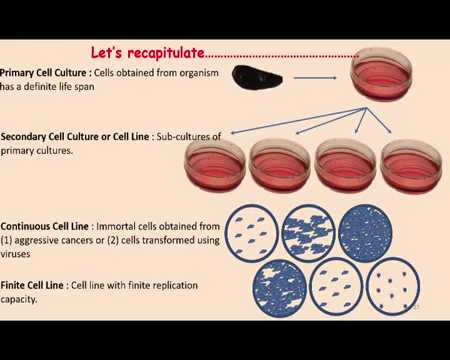 Let's recapitulate.................................................
Primary Cell Culture : Cells obtained from organism
has a definite life span
Secondary Cell Culture or Cell Line : Sub-cultures of
primary cultures.
Continuous Cell Line : Immortal cells obtained from
(1) aggressive cancers or (2) cells transformed using
viruses
Finite Cell Line : Cell line with finite replication
capacity.